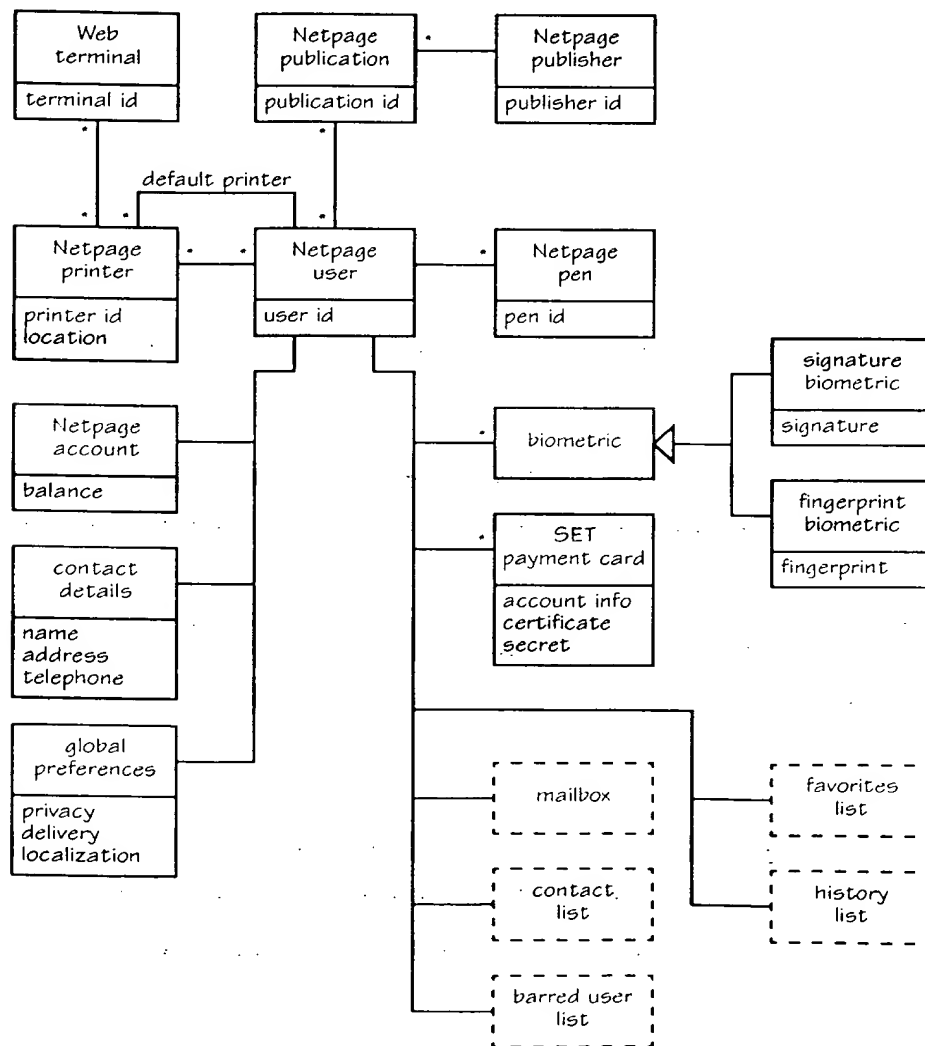 Web
terminal
terminal id
Netpage
publication
publication id
*
Netpage
publisher
publisher id
*
*
default printer
*
*
*
Netpage
printer
printer id
location
*
*
Netpage
user
user id
*
Netpage
pen
pen id
Netpage
account
balance
*
biometric
signature
biometric
signature
fingerprint
biometric
fingerprint
contact
details
name
address
telephone
*
SET
payment card
account info
certificate
secret
global
preferences
privacy
delivery
localization
mailbox
favorites
list
contact
list
history
list
barred user
list